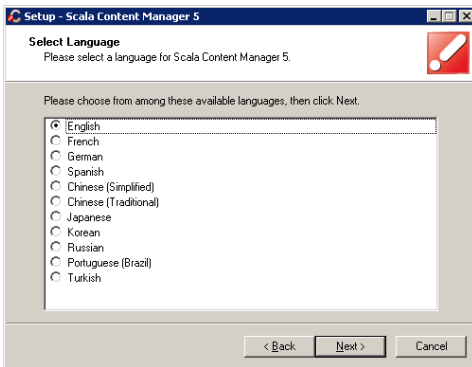 Setup - Scala Content Manager 5
Select Language
Please select a language for Scala Content Manager 5.
Please choose from among these available languages, then click Next.
English
French
German
Spanish
Chinese (Simplified)
Chinese (Traditional)
Japanese
Korean
Russian
Portuguese (Brazil)
Turkish
< Back
Next >
Cancel